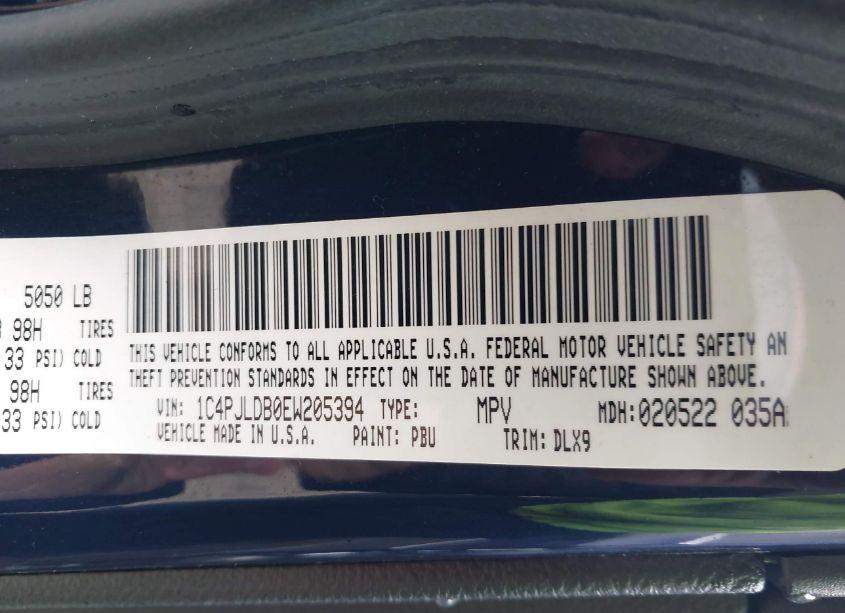 5050 LB
98H TIRES
33 PSI) COLD
98H TIRES
33 PSI) COLD
THIS VEHICLE CONFORMS TO ALL APPLICABLE U.S.A. FEDERAL MOTOR VEHICLE SAFETY AN
THEFT PREVENTION STANDARDS IN EFFECT ON THE DATE OF MANUFACTURE SHOWN ABOVE.
VIN: 1C4PJLDB0EW205394 TYPE: MPV MDH:020522 035A
VEHICLE MADE IN U.S.A. PAINT: PBU TRIM: DLX9